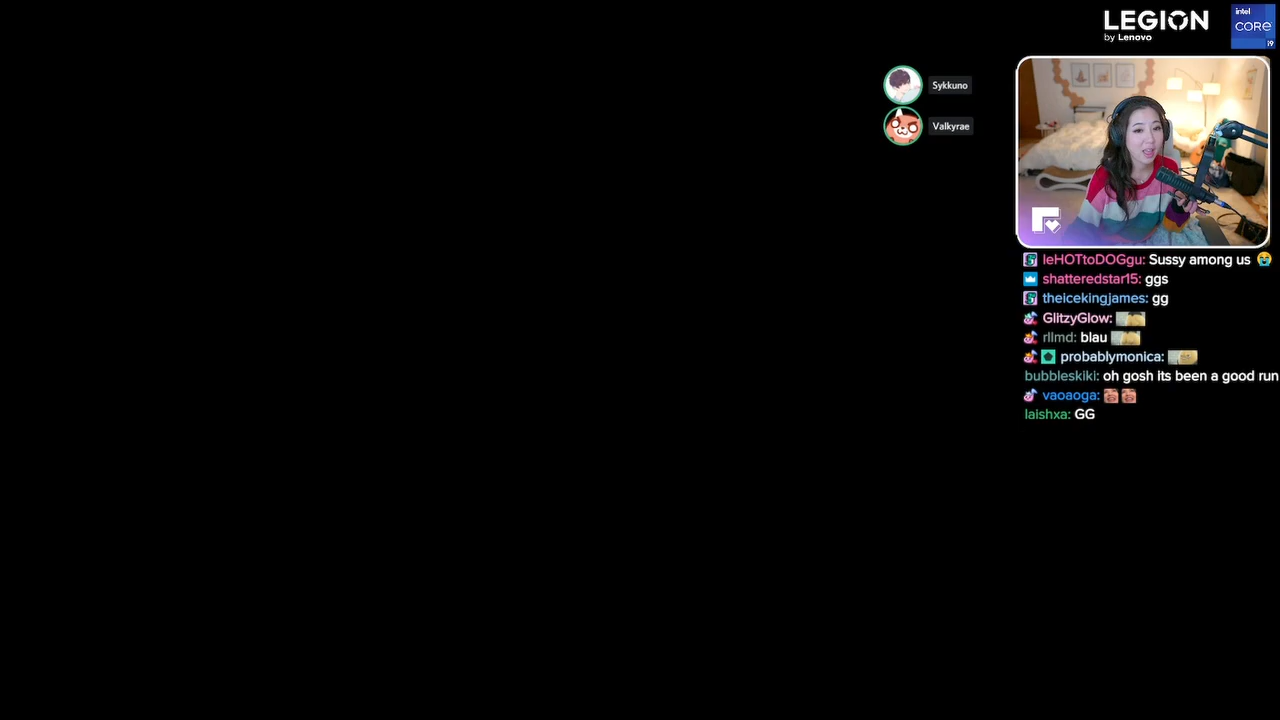 LEGION
by Lenovo
intel
CORE
i9
Sykkuno
Valkyrae
leHOTtoDOGgu: Sussy among us 😭
shatteredstar15: ggs
theicekingjames: gg
GlitzyGlow:
rllmd: blau
probablymonica:
bubbleskiki: oh gosh its been a good run
vaoaoga:
laishxa: GG